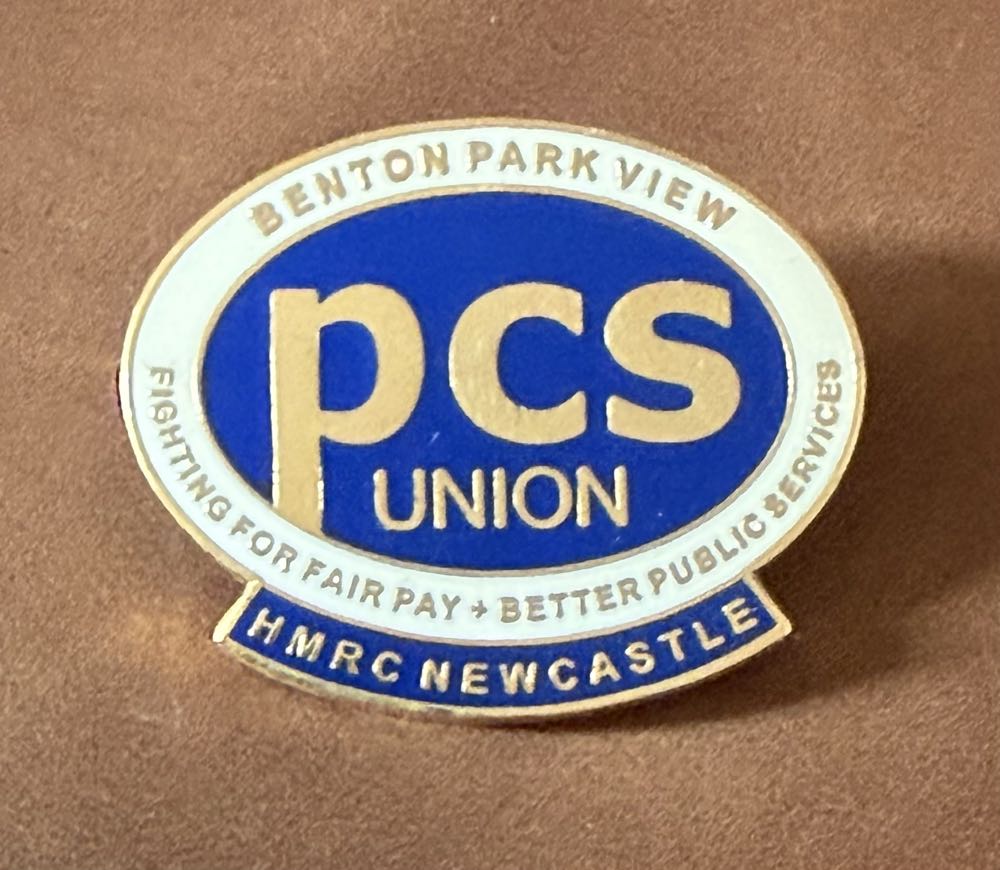 BENTON PARK VIEW
pcs
UNION
FIGHTING FOR FAIR PAY + BETTER PUBLIC SERVICES
HMRC NEWCASTLE